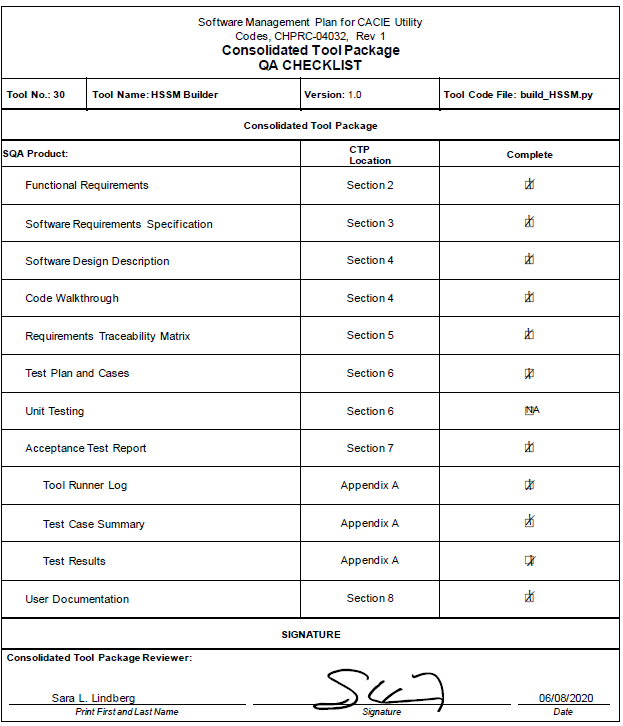 Software Management Plan for CACIE Utility
Codes, CHPRC-04032, Rev 1
Consolidated Tool Package
QA CHECKLIST
Tool No.: 30 Tool Name: HSSM Builder Version: 1.0 Tool Code File: build_HSSM.py
Consolidated Tool Package
SQA Product: CTP Location Complete
Functional Requirements Section 2
Software Requirements Specification Section 3
Software Design Description Section 4
Code Walkthrough Section 4
Requirements Traceability Matrix Section 5
Test Plan and Cases Section 6
Unit Testing Section 6 NA
Acceptance Test Report Section 7
Tool Runner Log Appendix A
Test Case Summary Appendix A
Test Results Appendix A
User Documentation Section 8
SIGNATURE
Consolidated Tool Package Reviewer:
Sara L. Lindberg 06/08/2020
Print First and Last Name Signature Date